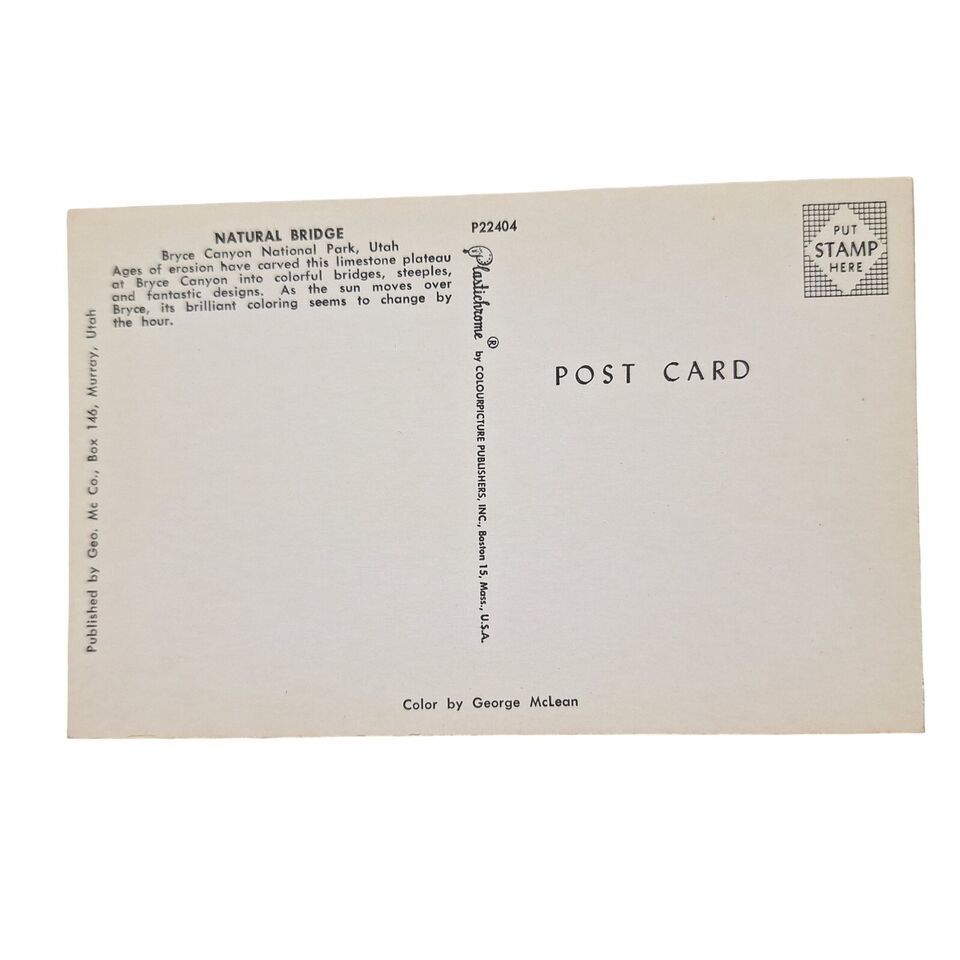 NATURAL BRIDGE
Bryce Canyon National Park, Utah
Ages of erosion have carved this limestone plateau
at Bryce Canyon into colorful bridges, steeples,
and fantastic designs. As the sun moves over
Bryce, its brilliant coloring seems to change by
the hour.
Published by Geo. Mc Co., Box 146, Murray, Utah
P22404
Plastichrome ® by COLOURPICTURE PUBLISHERS, INC., Boston 15, Mass., U.S.A.
PUT
STAMP
HERE
POST CARD
Color by George McLean